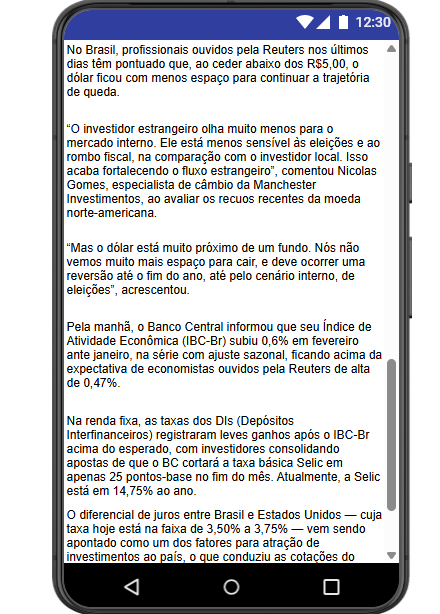 12:30
No Brasil, profissionais ouvidos pela Reuters nos últimos
dias têm pontuado que, ao ceder abaixo dos R$5,00, o
dólar ficou com menos espaço para continuar a trajetória
de queda.
“O investidor estrangeiro olha muito menos para o
mercado interno. Ele está menos sensível às eleições e ao
rombo fiscal, na comparação com o investidor local. Isso
acaba fortalecendo o fluxo estrangeiro”, comentou Nicolas
Gomes, especialista de câmbio da Manchester
Investimentos, ao avaliar os recuos recentes da moeda
norte-americana.
“Mas o dólar está muito próximo de um fundo. Nós não
vemos muito mais espaço para cair, e deve ocorrer uma
reversão até o fim do ano, até pelo cenário interno, de
eleições”, acrescentou.
Pela manhã, o Banco Central informou que seu Índice de
Atividade Econômica (IBC-Br) subiu 0,6% em fevereiro
ante janeiro, na série com ajuste sazonal, ficando acima da
expectativa de economistas ouvidos pela Reuters de alta
de 0,47%.
Na renda fixa, as taxas dos DIs (Depósitos
Interfinanceiros) registraram leves ganhos após o IBC-Br
acima do esperado, com investidores consolidando
apostas de que o BC cortará a taxa básica Selic em
apenas 25 pontos-base no fim do mês. Atualmente, a Selic
está em 14,75% ao ano.
O diferencial de juros entre Brasil e Estados Unidos — cuja
taxa hoje está na faixa de 3,50% a 3,75% — vem sendo
apontado como um dos fatores para atração de
investimentos ao país, o que conduziu as cotações do